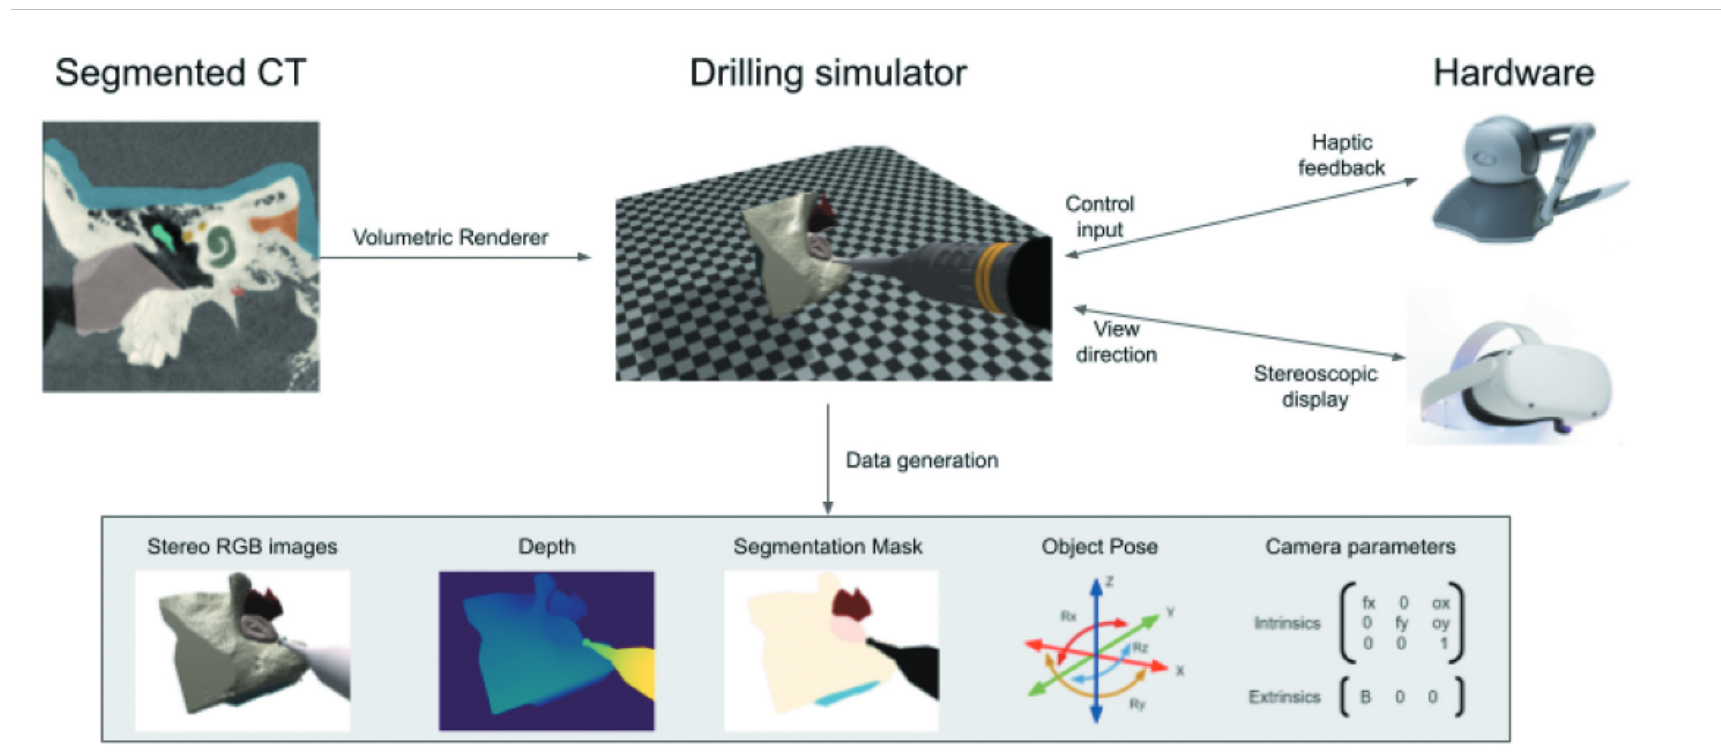 Segmented CT
Drilling simulator
Hardware
Volumetric Renderer
Control
input
Haptic
feedback
View
direction
Stereoscopic
display
Data generation
Stereo RGB images
Depth
Segmentation Mask
Object Pose
Camera parameters
Z
Y
X
Rx
Rz
Ry
Intrinsics
fx 0 ox
0 fy oy
0 0 1
Extrinsics
B 0 0